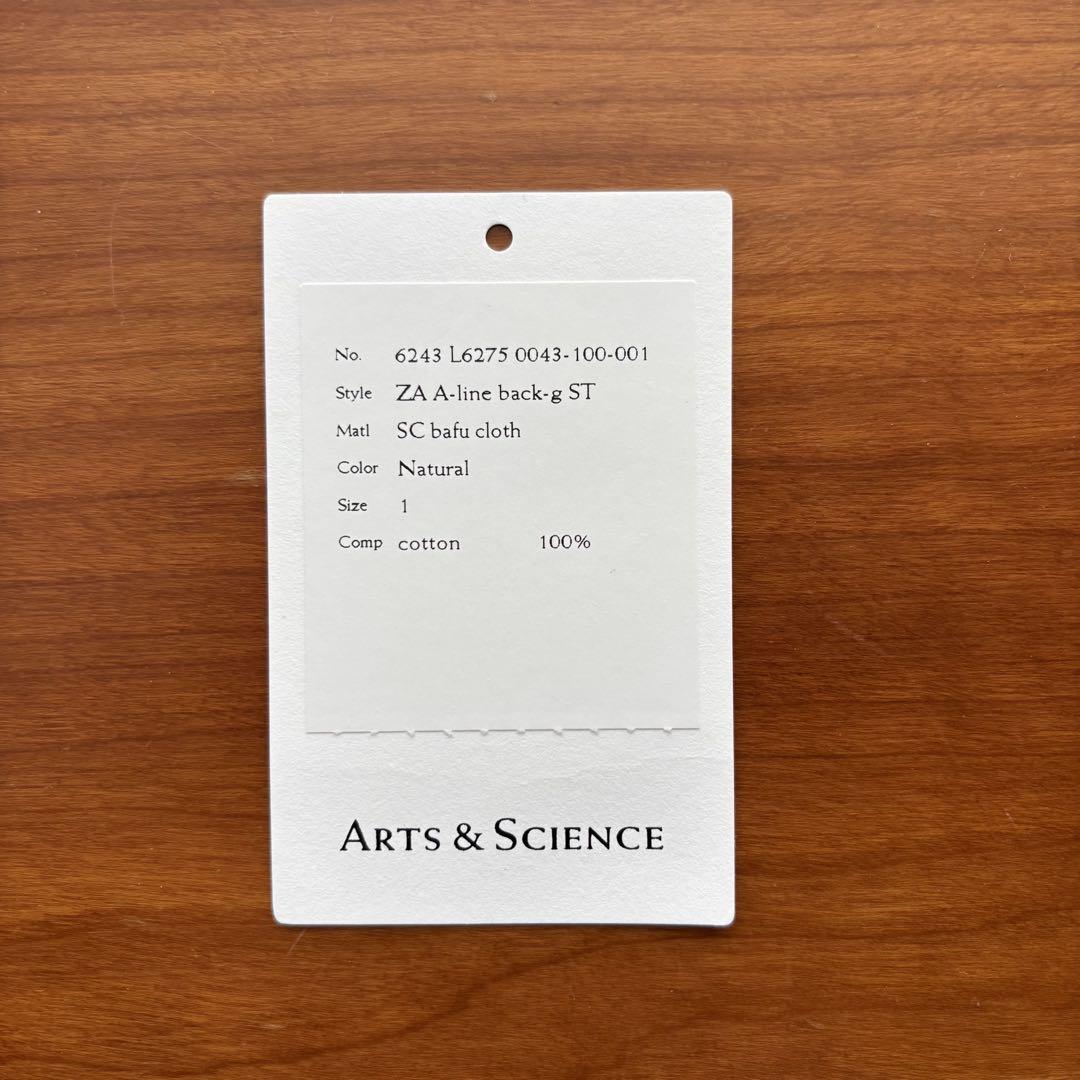 No. 6243 L6275 0043-100-001
Style ZA A-line back-g ST
Matl SC bafu cloth
Color Natural
Size 1
Comp cotton 100%
ARTS & SCIENCE